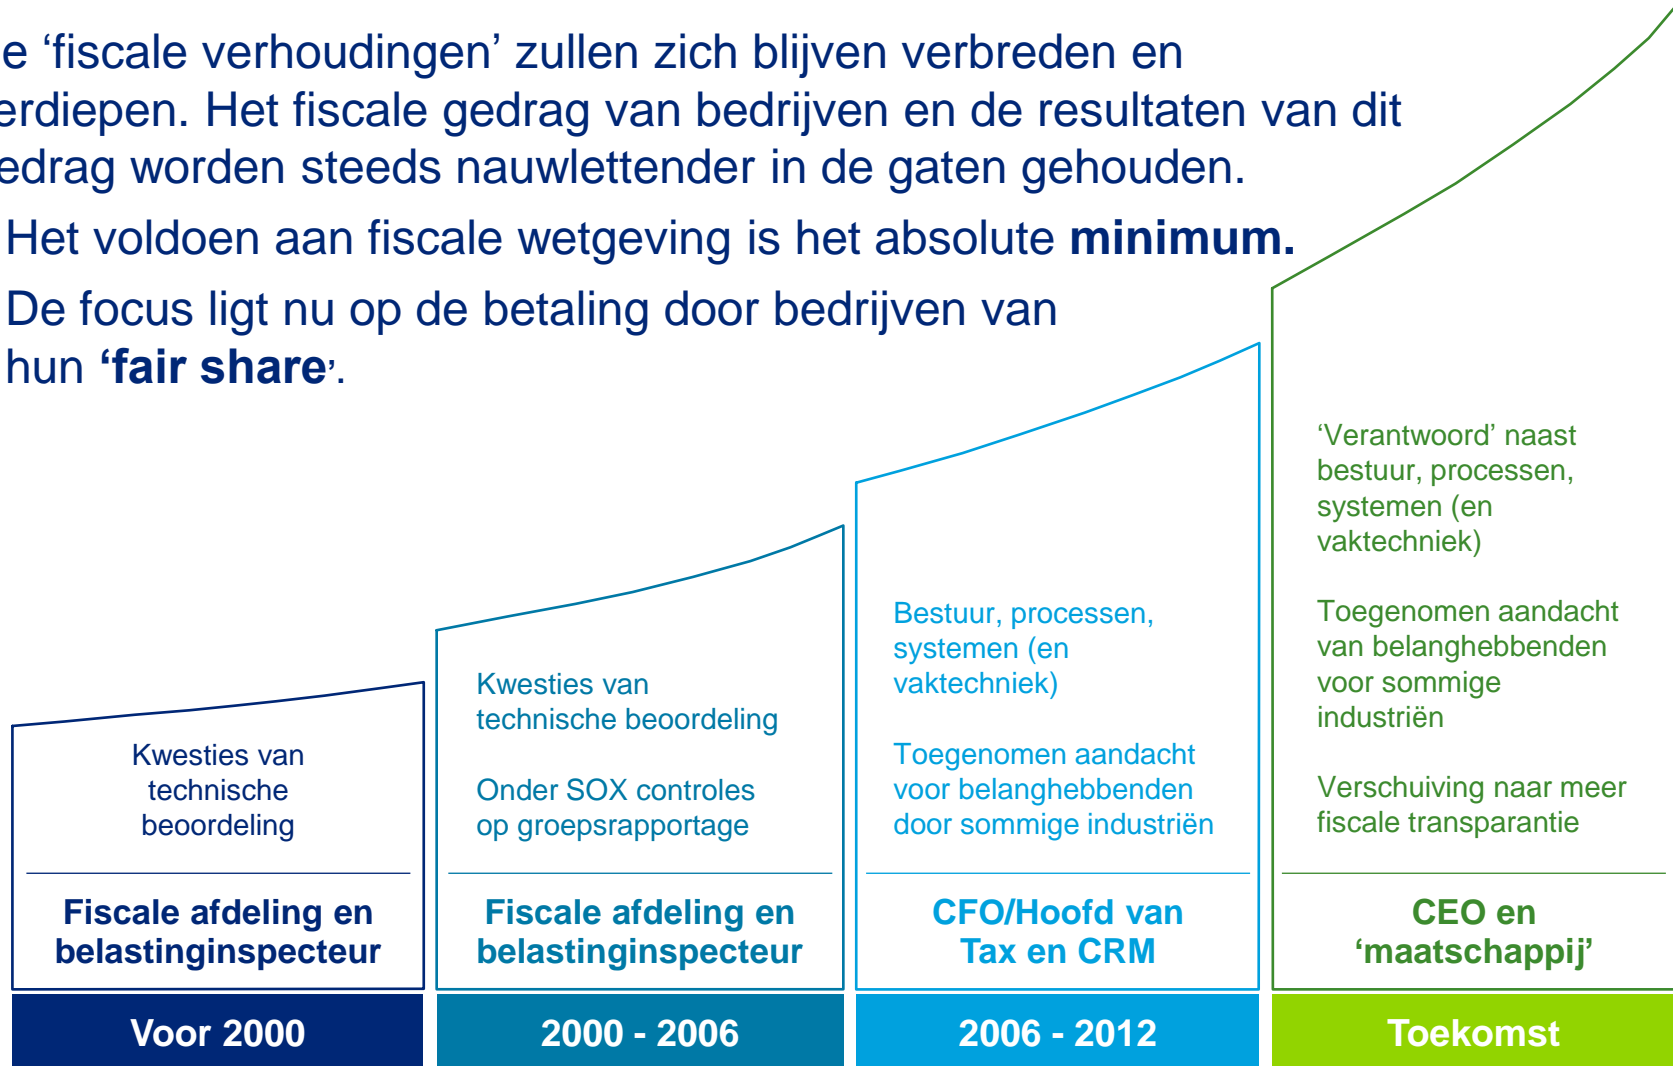 e ‘fiscale verhoudingen’ zullen zich blijven verbreden en
erdiepen. Het fiscale gedrag van bedrijven en de resultaten van dit
edrag worden steeds nauwlettender in de gaten gehouden.
Het voldoen aan fiscale wetgeving is het absolute minimum.
De focus ligt nu op de betaling door bedrijven van
hun ‘fair share’.
Kwesties van
technische
beoordeling
Fiscale afdeling en
belastinginspecteur
Voor 2000
Kwesties van
technische beoordeling
Onder SOX controles
op groepsrapportage
Fiscale afdeling en
belastinginspecteur
2000 - 2006
Bestuur, processen,
systemen (en
vaktechniek)
Toegenomen aandacht
voor belanghebbenden
door sommige industriën
CFO/Hoofd van
Tax en CRM
2006 - 2012
‘Verantwoord’ naast
bestuur, processen,
systemen (en
vaktechniek)
Toegenomen aandacht
van belanghebbenden
voor sommige
industriën
Verschuiving naar meer
fiscale transparantie
CEO en
‘maatschappij’
Toekomst